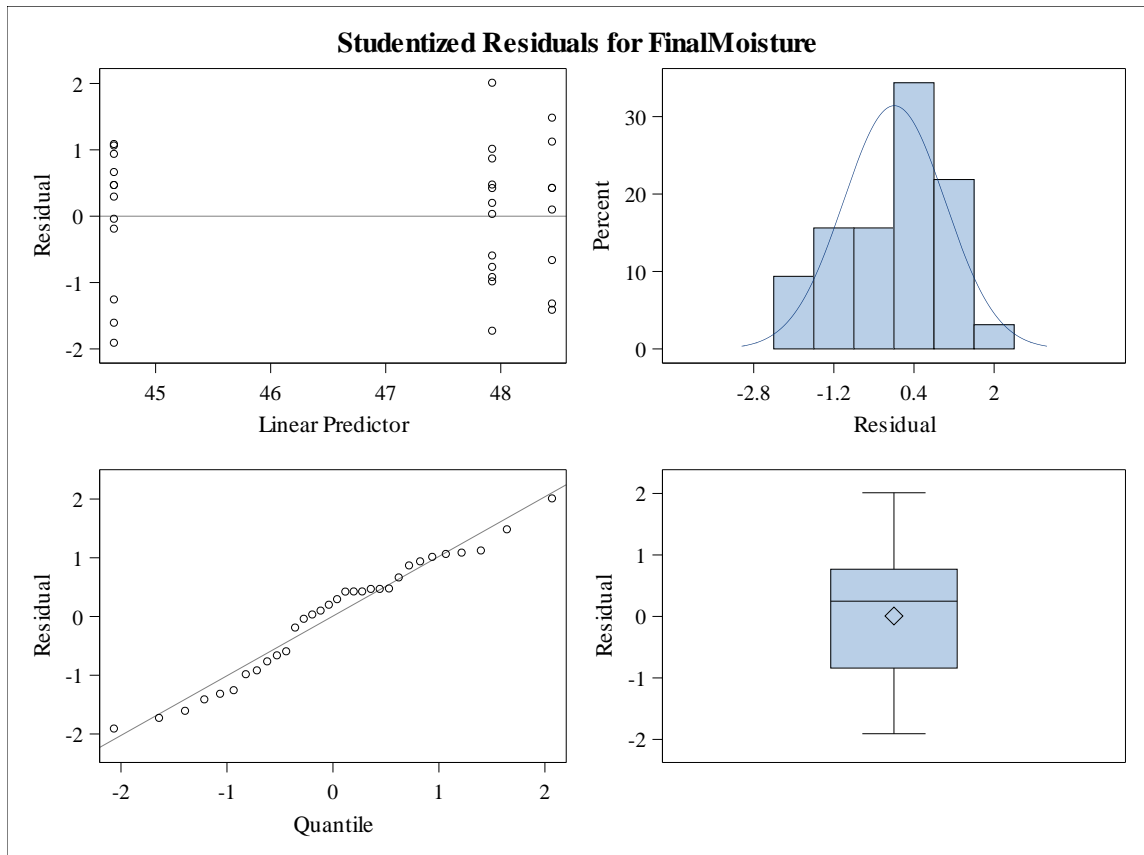 Studentized Residuals for FinalMoisture
2
1
0
-1
-2
Residual
45 46 47 48
Linear Predictor
30
20
10
0
Percent
-2.8 -1.2 0.4 2
Residual
2
1
0
-1
-2
Residual
-2 -1 0 1 2
Quantile
2
1
0
-1
-2
Residual